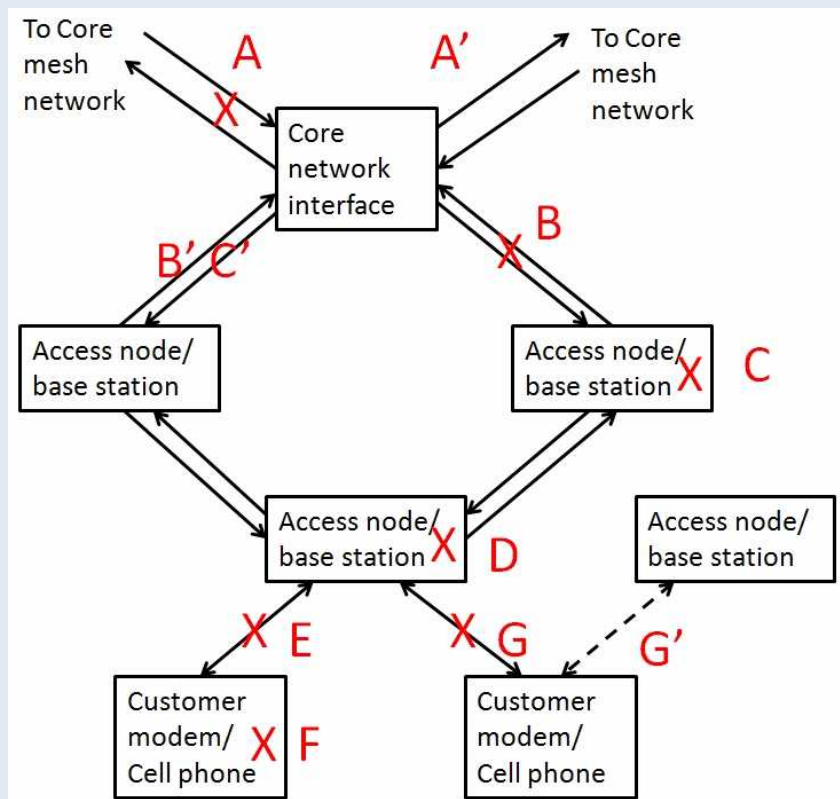 To Core
mesh
network
A
X
A’
To Core
mesh
network
Core
network
interface
B’
C’
X
B
Access node/
base station
Access node/
base station
X
C
Access node/
base station
X
D
Access node/
base station
X
E
X
G
G’
Customer
modem/
Cell phone
X
F
Customer
modem/
Cell phone